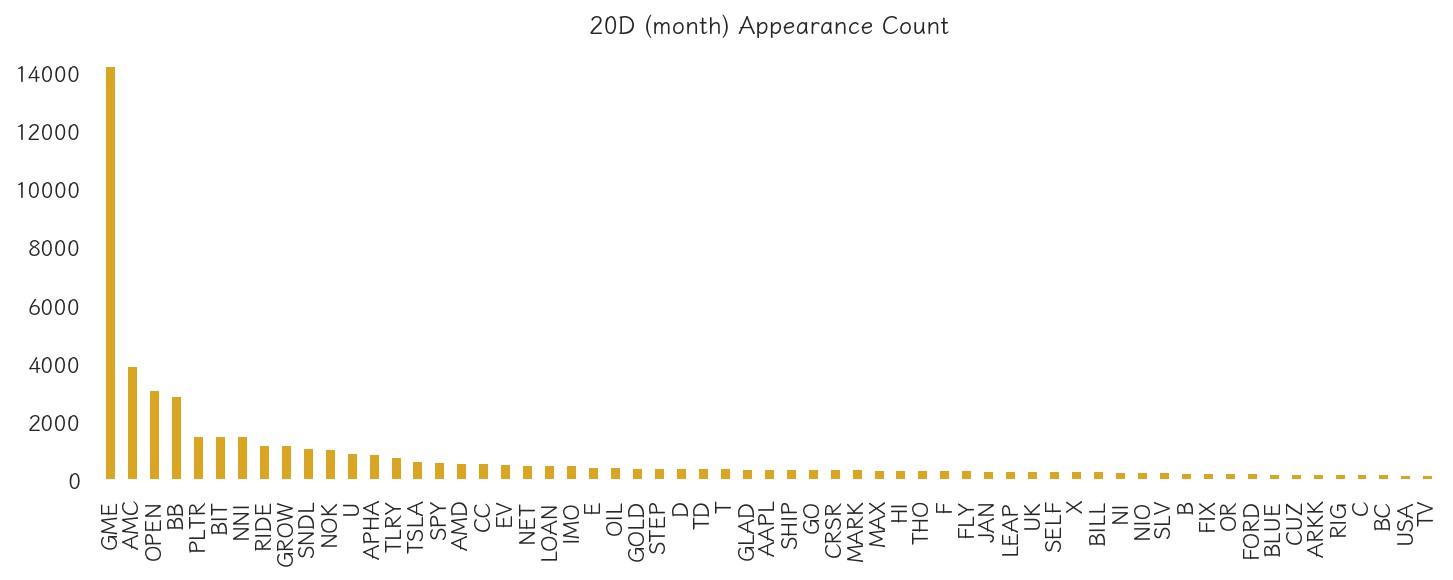 20D (month) Appearance Count
14000
12000
10000
8000
6000
4000
2000
0
GME
AMC
OPEN
BB
PLTR
BIT
NNI
RIDE
GROW
SNDL
NOK
U
APHA
TLRY
TSLA
SPY
AMD
CC
EV
NET
LOAN
IMO
E
OIL
GOLD
STEP
D
TD
T
GLAD
AAPL
SHIP
GO
CRSR
MARK
MAX
HI
THO
F
FLY
JAN
LEAP
UK
SELF
X
BILL
NI
NIO
SLV
B
FIX
OR
FORD
BLUE
CUZ
ARKK
RIG
C
BC
USA
TV